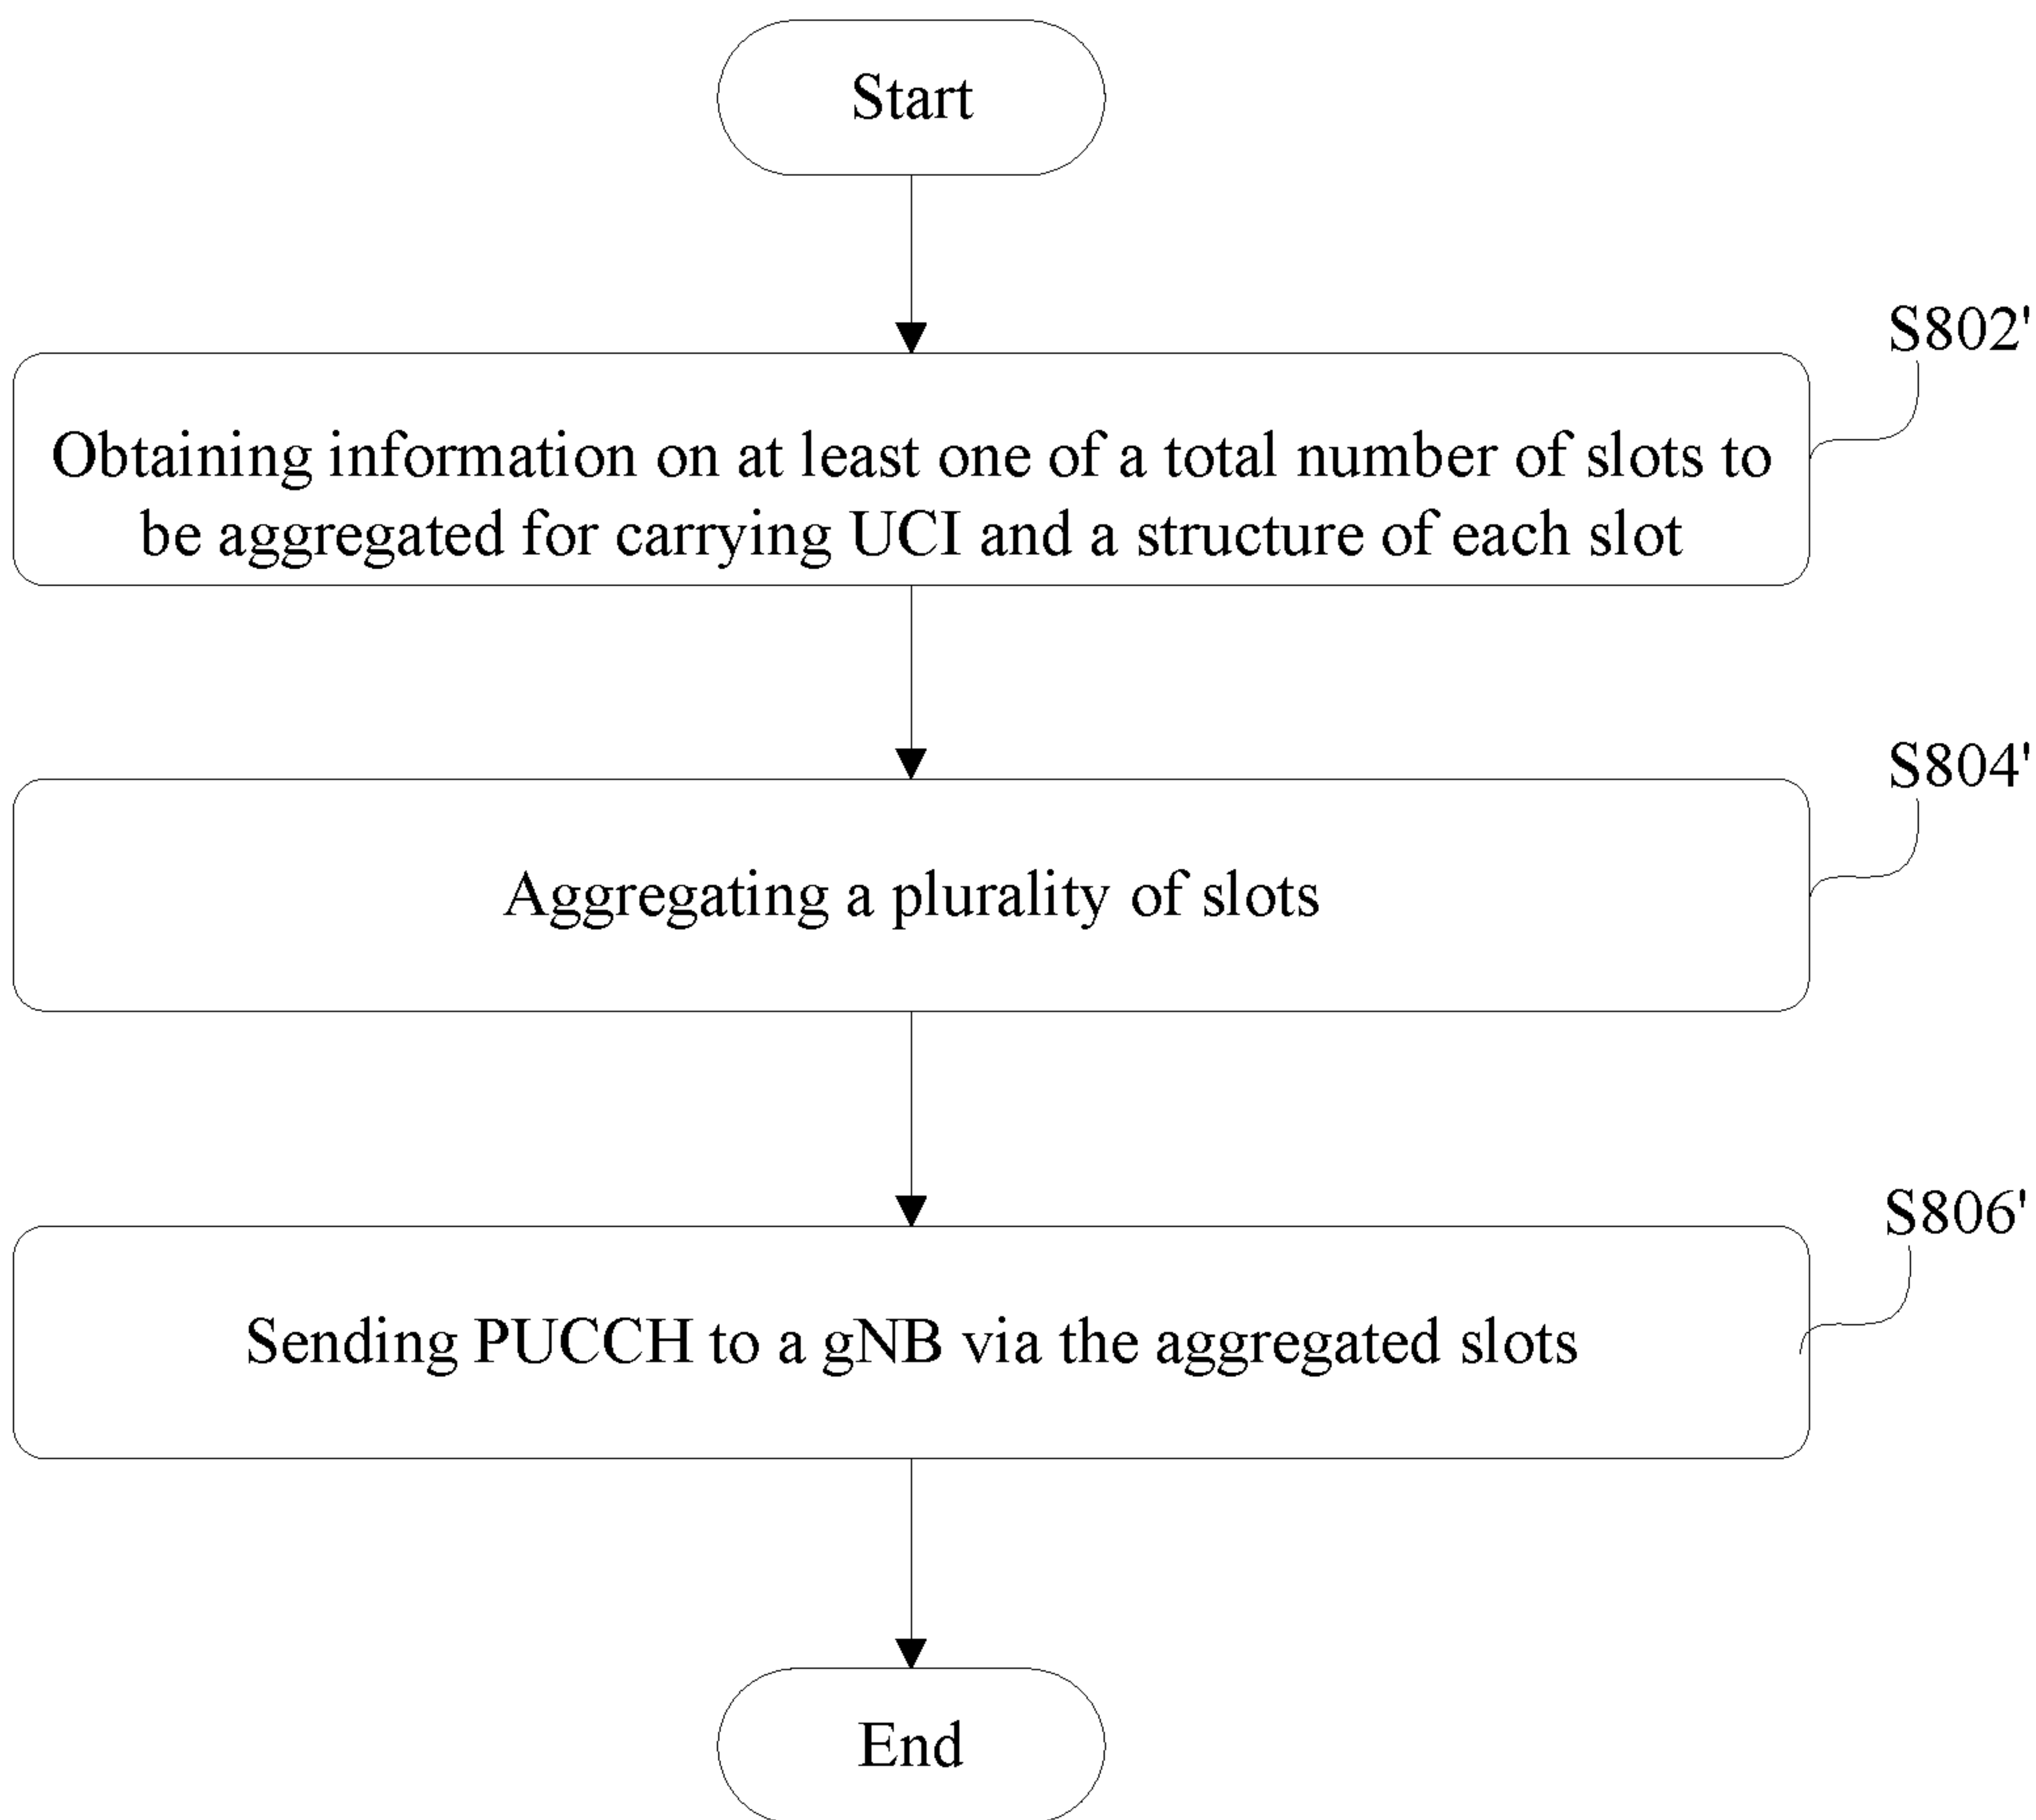 Start
S802'
Obtaining information on at least one of a total number of slots to
be aggregated for carrying UCI and a structure of each slot
S804'
Aggregating a plurality of slots
S806'
Sending PUCCH to a gNB via the aggregated slots
End